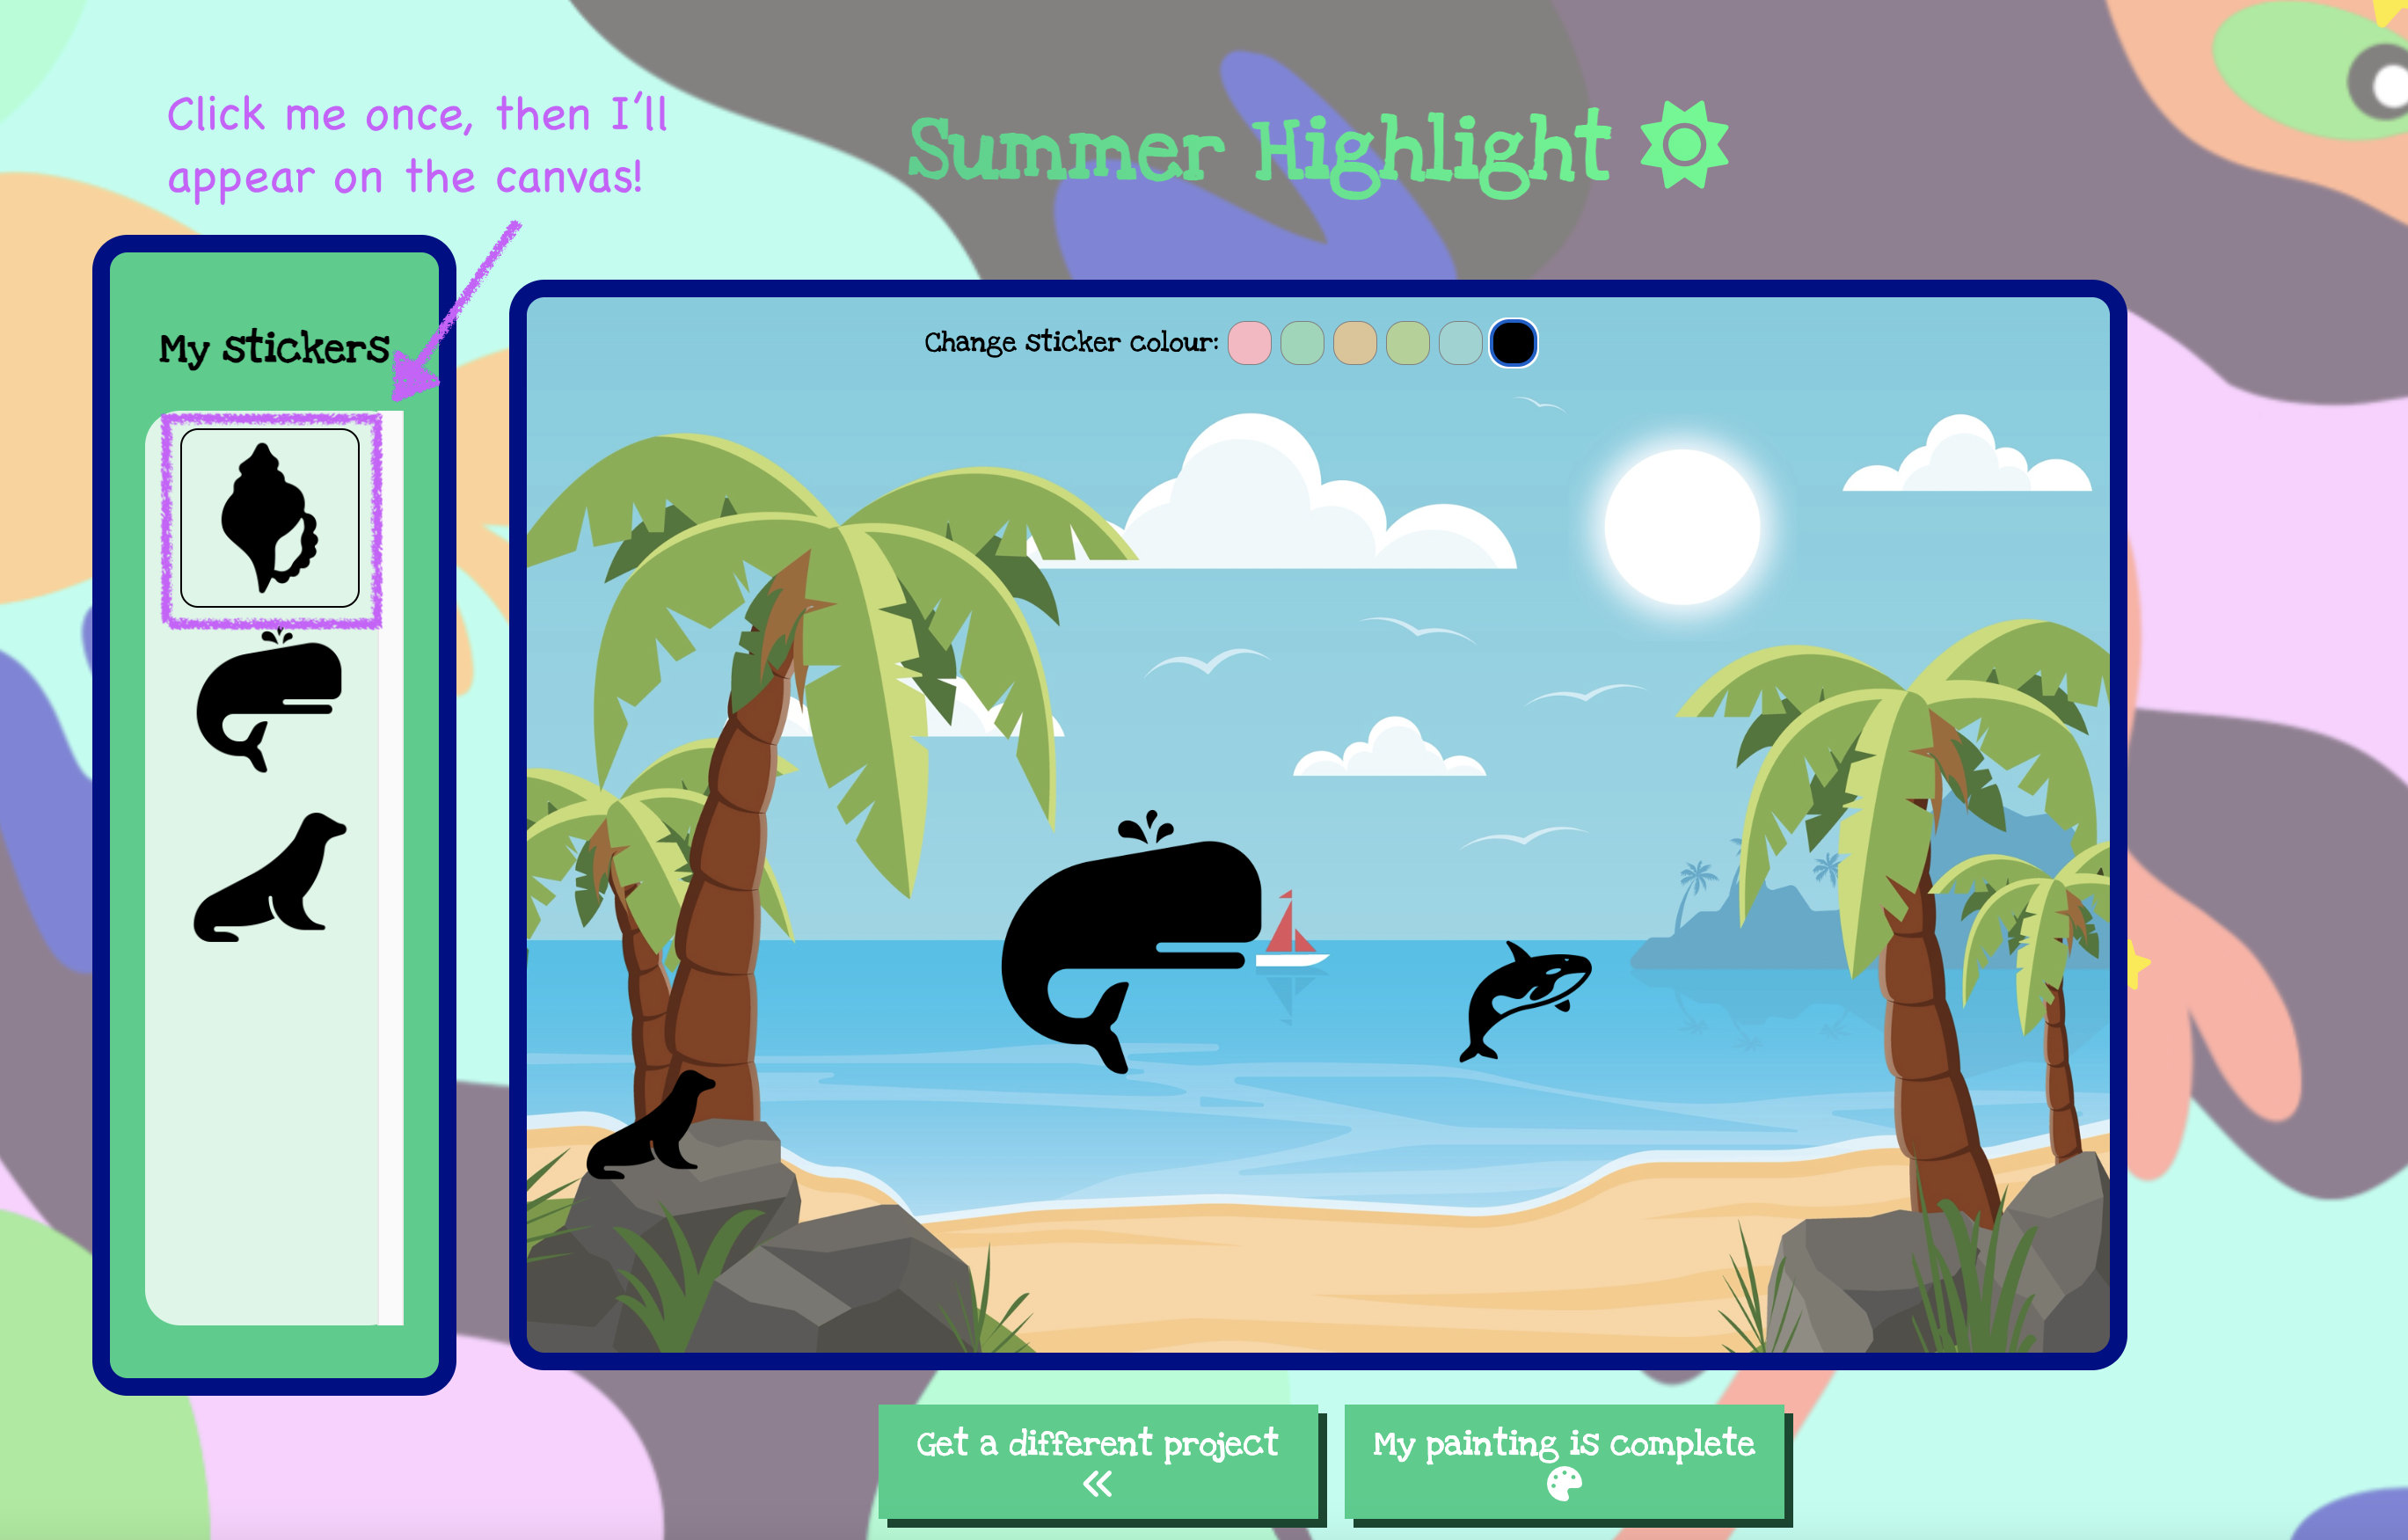 Click me once, then I'll
appear on the canvas!
Summer Highlight
My stickers
Change sticker colour:
Get a different project
My painting is complete